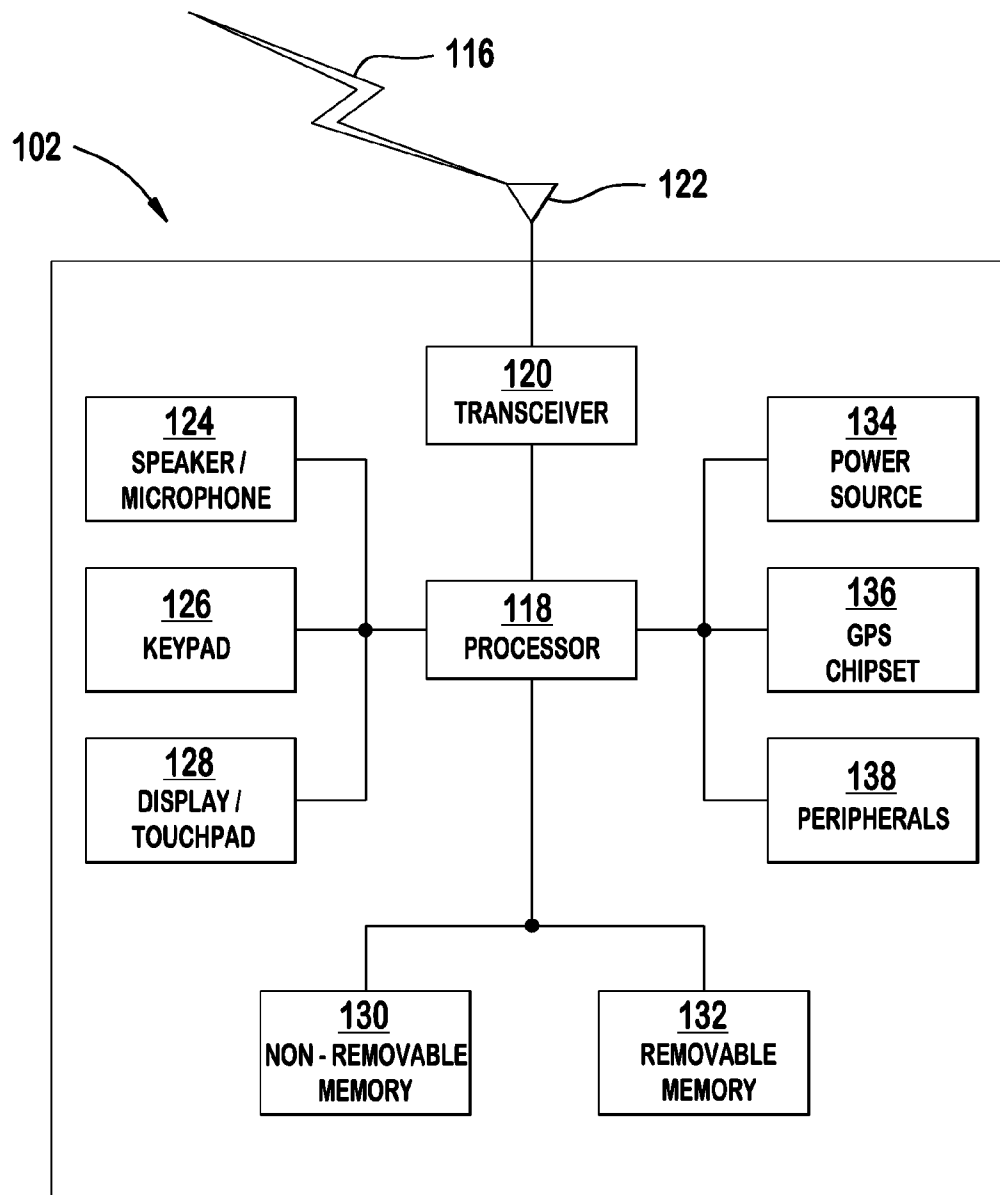 116
102
122
120
TRANSCEIVER
124
SPEAKER /
MICROPHONE
134
POWER
SOURCE
126
KEYPAD
118
PROCESSOR
136
GPS
CHIPSET
128
DISPLAY /
TOUCHPAD
138
PERIPHERALS
130
NON - REMOVABLE
MEMORY
132
REMOVABLE
MEMORY